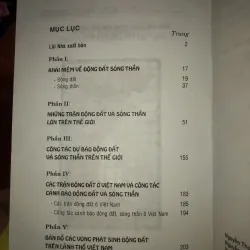 MỤC LỤC
Trang
Lời Nhà xuất bản 2
Phần I:
KHÁI NIỆM VỀ ĐỘNG ĐẤT SÓNG THẦN 17
- Động đất 19
- Sóng thần 37
Phần II:
NHỮNG TRẬN ĐỘNG ĐẤT VÀ SÓNG THẦN
LỚN TRÊN THẾ GIỚI 51
Phần III:
CÔNG TÁC DỰ BÁO ĐỘNG ĐẤT
VÀ SÓNG THẦN TRÊN THẾ GIỚI 155
Phần IV:
CÁC TRẬN ĐỘNG ĐẤT Ở VIỆT NAM VÀ CÔNG TÁC
CẢNH BÁO ĐỘNG ĐẤT, SÓNG THẦN 183
- Các trận động đất ở Việt Nam 185
- Công tác cảnh báo động đất, sóng thần ở Việt Nam 194
Phần V:
BẢN ĐỒ CÁC VÙNG PHÁT SINH ĐỘNG ĐẤT
TRÊN LÃNH THỔ VIỆT NAM 203